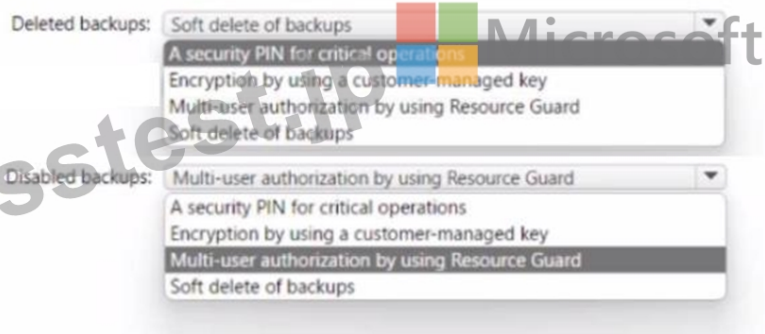 Deleted backups: Soft delete of backups
Microsoft
A security PIN for critical operations
Encryption by using a customer-managed key
Multi-user authorization by using Resource Guard
Soft delete of backups
sstest.jp
Disabled backups: Multi-user authorization by using Resource Guard
A security PIN for critical operations
Encryption by using a customer-managed key
Multi-user authorization by using Resource Guard
Soft delete of backups